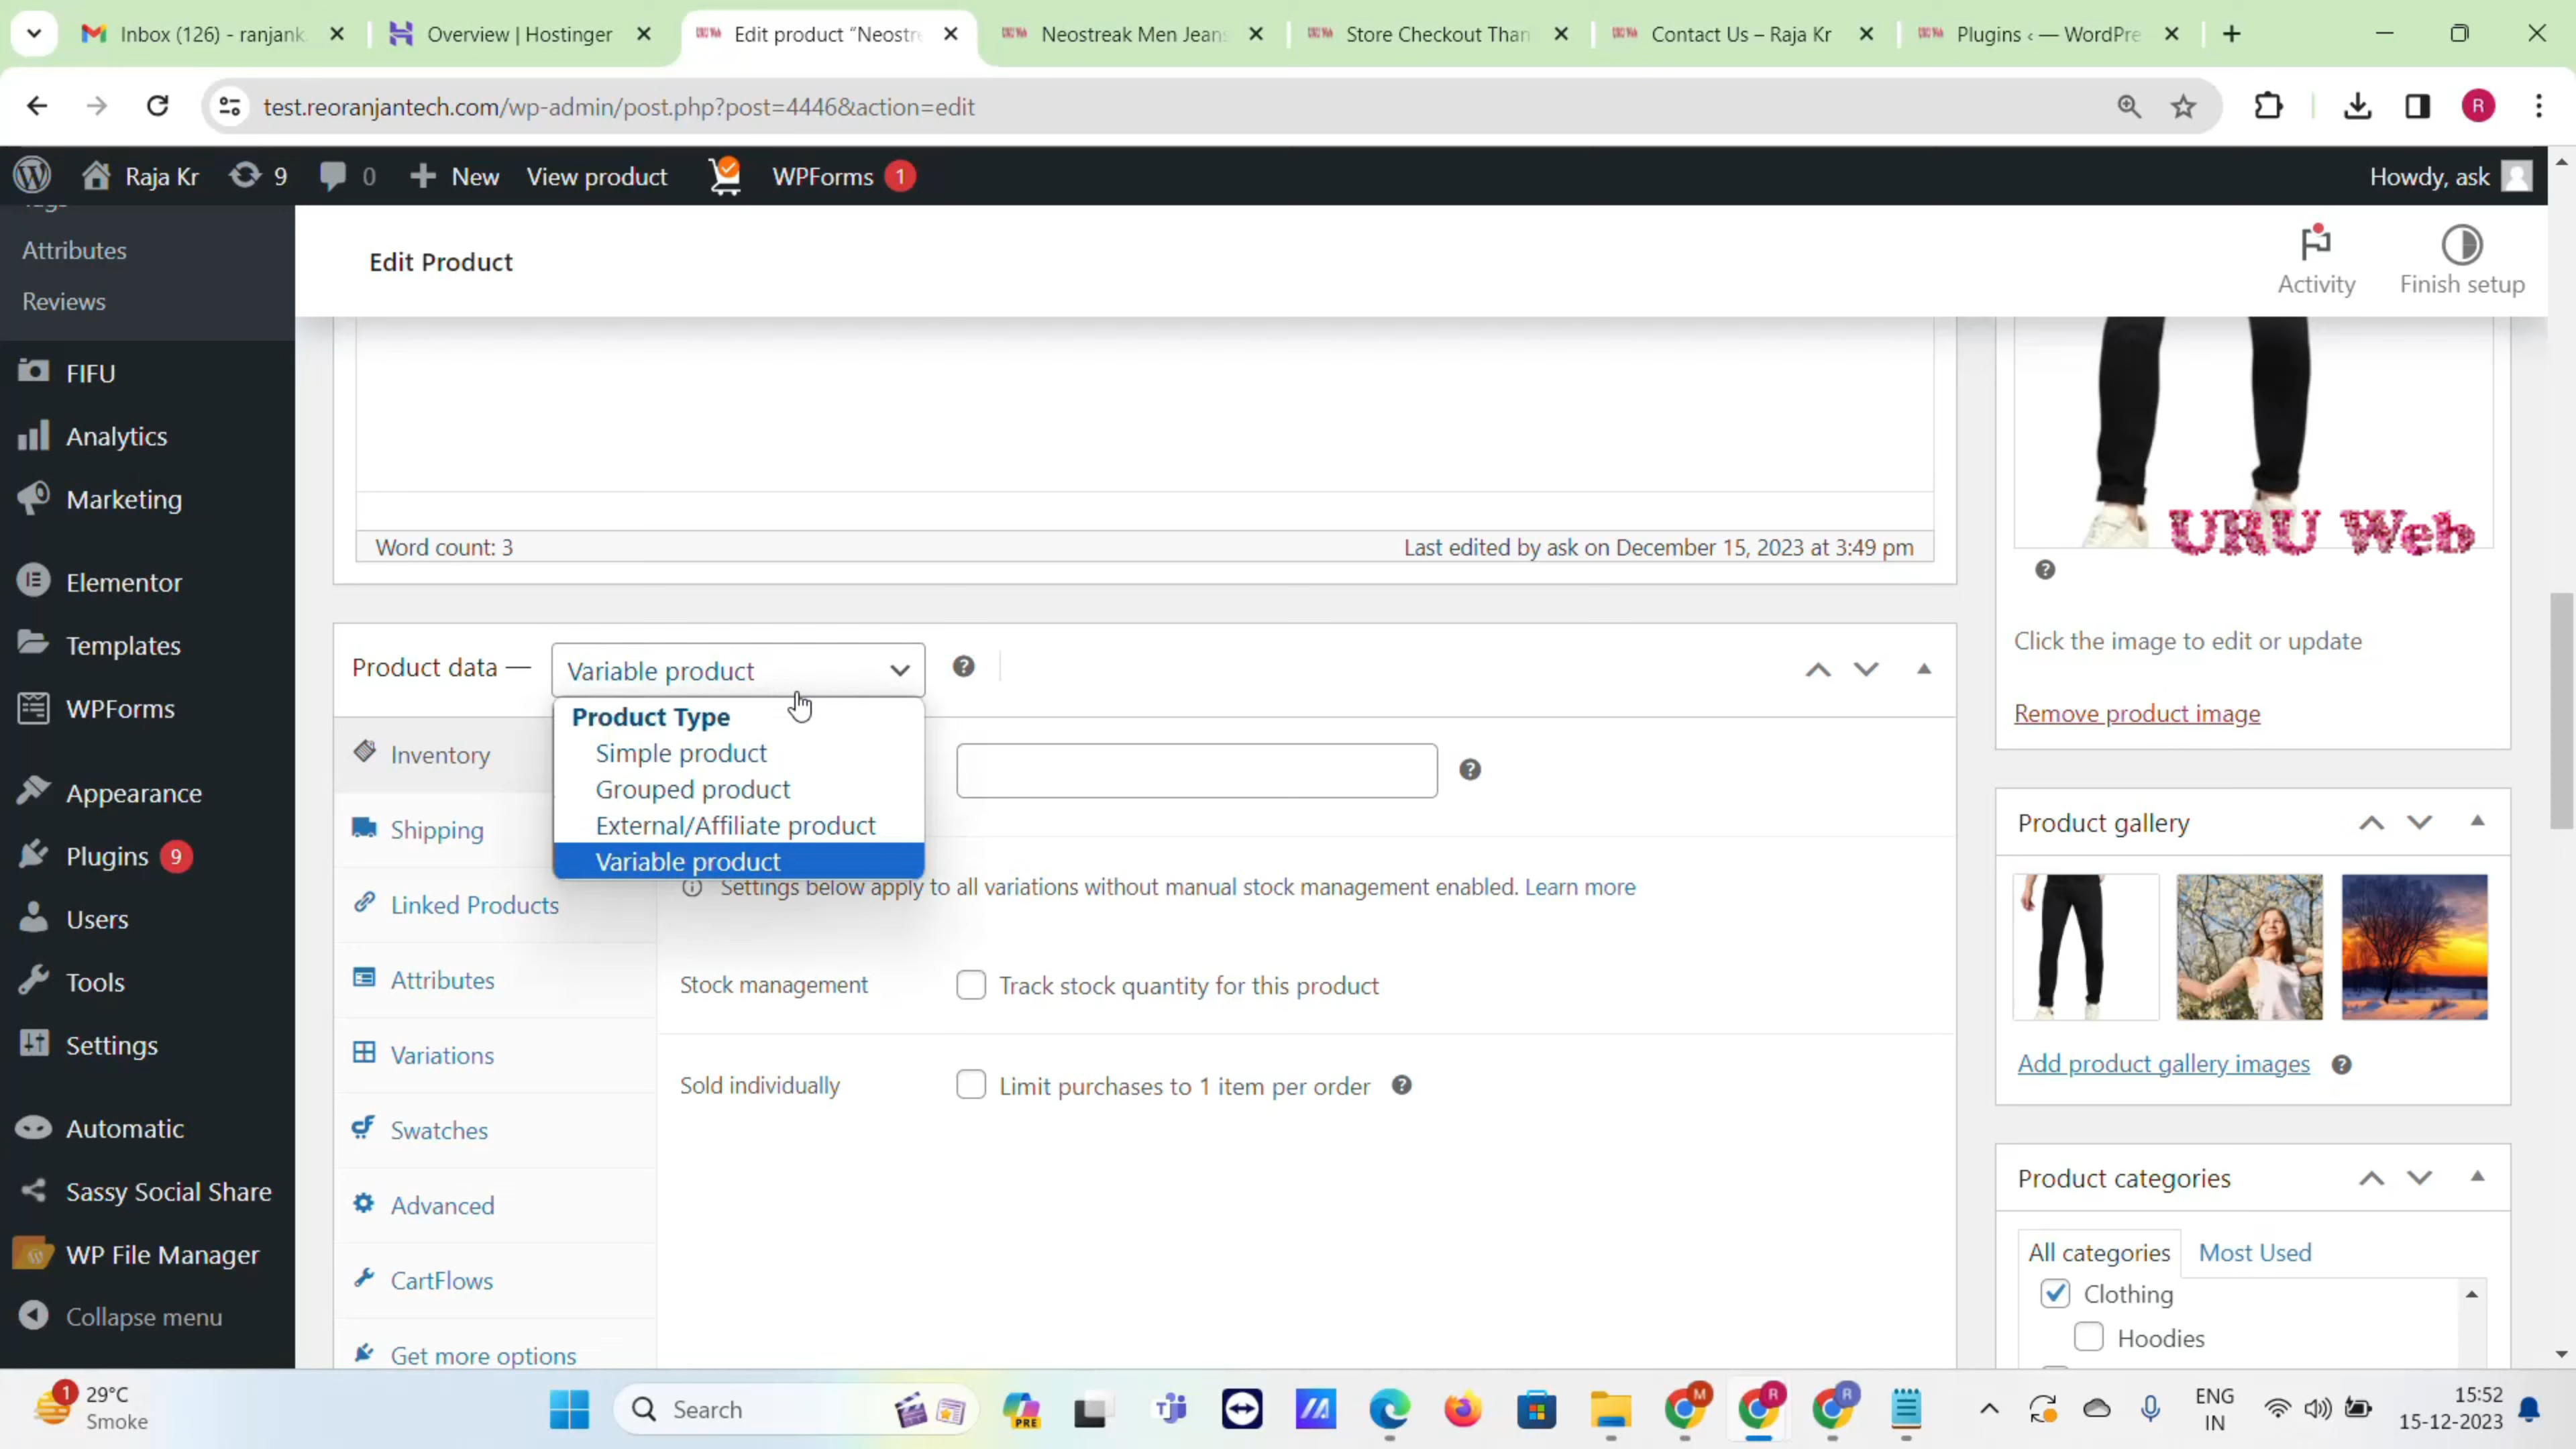 Inbox (126) - ranjank
Overview | Hostinger
Edit product “Neostre
Neostreak Men Jeans
Store Checkout Than
Contact Us – Raja Kr
Plugins ‹ — WordPre
test.reoranjantech.com/wp-admin/post.php?post=4446&action=edit
R
Raja Kr
9
0
New
View product
WPForms 1
Howdy, ask
Tags
Attributes
Reviews
FIFU
Analytics
Marketing
Elementor
Templates
WPForms
Appearance
Plugins 9
Users
Tools
Settings
Automatic
Sassy Social Share
WP File Manager
Collapse menu
Edit Product
Activity
Finish setup
Word count: 3
Last edited by ask on December 15, 2023 at 3:49 pm
Product data —
Variable product
Product Type
Simple product
Grouped product
External/Affiliate product
Variable product
Inventory
Shipping
Linked Products
Attributes
Variations
Swatches
Advanced
CartFlows
Get more options
Settings below apply to all variations without manual stock management enabled. Learn more
Stock management
Track stock quantity for this product
Sold individually
Limit purchases to 1 item per order
URU Web
Click the image to edit or update
Remove product image
Product gallery
Add product gallery images
Product categories
All categories
Most Used
Clothing
Hoodies
1
29°C
Smoke
Search
PRE
M
R
R
ENG
IN
15:52
15-12-2023